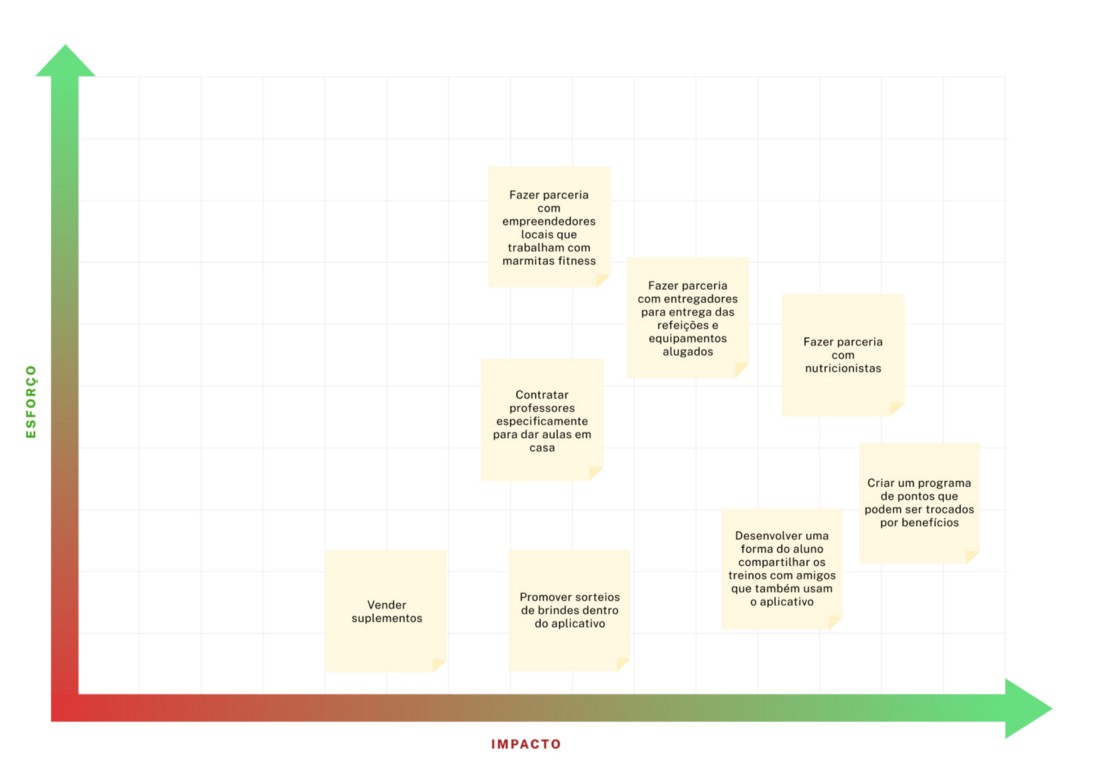 Fazer parceria
com
empreendedores
locais que
trabalham com
marmitas fitness
Fazer parceria
com entregadores
para entrega das
refeições e
equipamentos
alugados
Fazer parceria
com
nutricionistas
Contratar
professores
especificamente
para dar aulas em
casa
Criar um programa
de pontos que
podem ser trocados
por benefícios
Desenvolver uma
forma do aluno
compartilhar os
treinos com amigos
que também usam
o aplicativo
Vender
suplementos
Promover sorteios
de brindes dentro
do aplicativo
ESFORÇO
IMPACTO